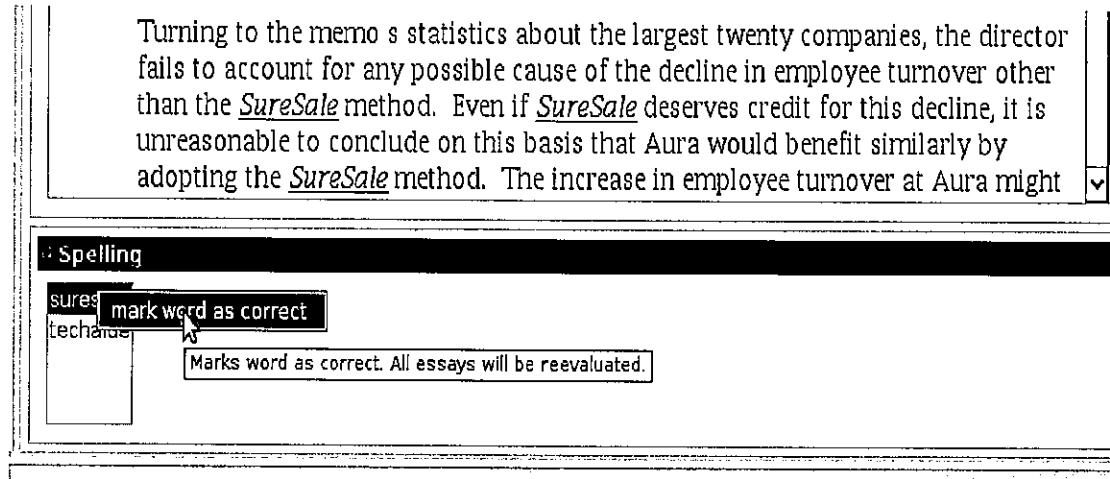 Turning to the memo s statistics about the largest twenty companies, the director
fails to account for any possible cause of the decline in employee turnover other
than the SureSale method. Even if SureSale deserves credit for this decline, it is
unreasonable to conclude on this basis that Aura would benefit similarly by
adopting the SureSale method. The increase in employee turnover at Aura might
Spelling
mark word as correct
Marks word as correct. All essays will be reevaluated.